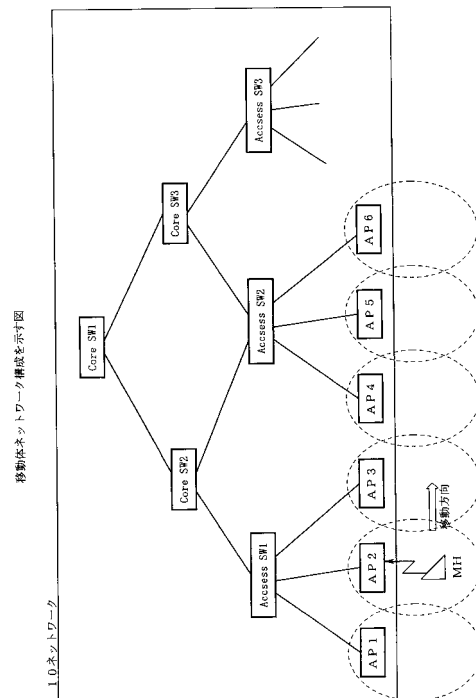 移動体ネットワーク構成を示す図
10ネットワーク
Core SW1
Core SW2
Core SW3
Accsess SW1
Accsess SW2
Accsess SW3
AP1
AP2
AP3
AP4
AP5
AP6
MH
移動方向